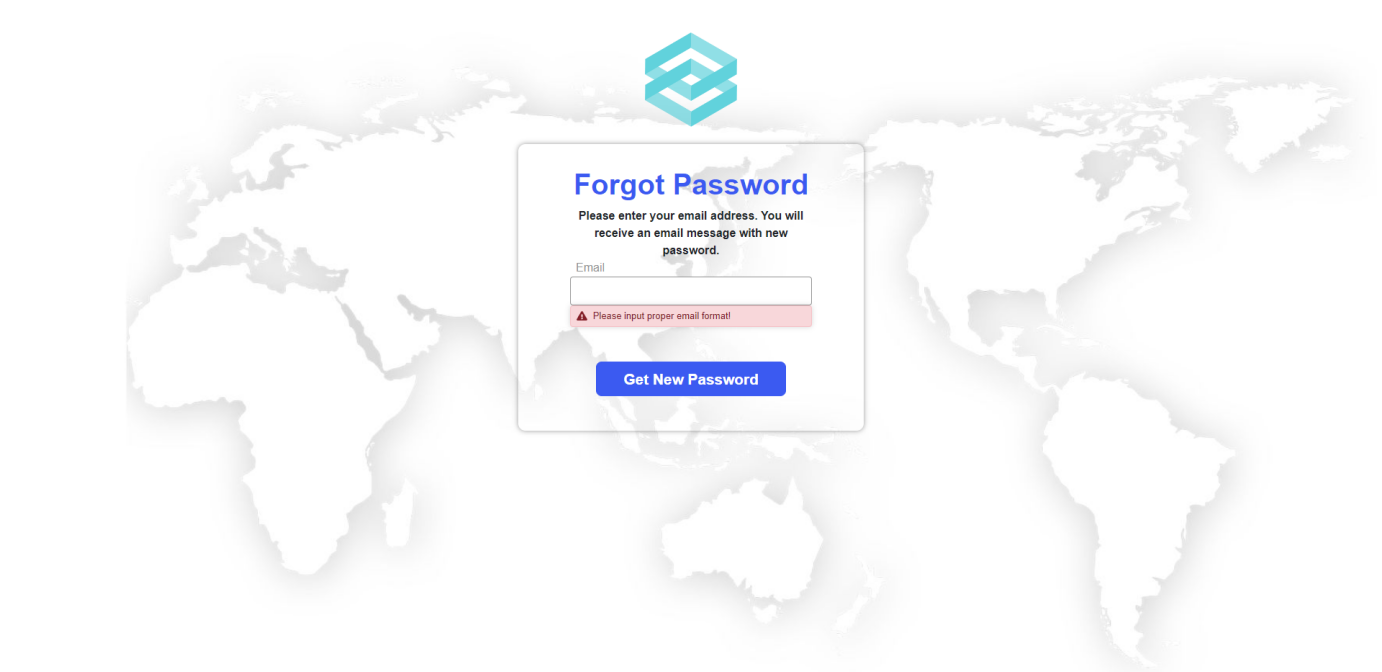 Forgot Password
Please enter your email address. You will
receive an email message with new
password.
Email
Please input proper email format!
Get New Password